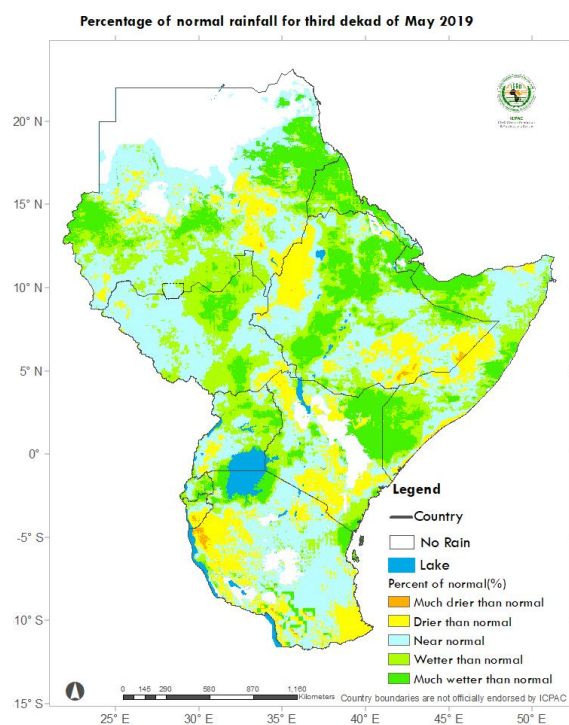 Percentage of normal rainfall for third dekad of May 2019
20° N
15° N
10° N
5° N
0°
-5° S
10° S
15° S
25° E
30° E
35° E
40° E
45° E
50° E
ICPAC
Legend
Country
No Rain
Lake
Percent of normal(%)
Much drier than normal
Drier than normal
Near normal
Wetter than normal
Much wetter than normal
0 145 290 580 870 1,160
Kilometers
Country boundaries are not officially endorsed by ICPAC